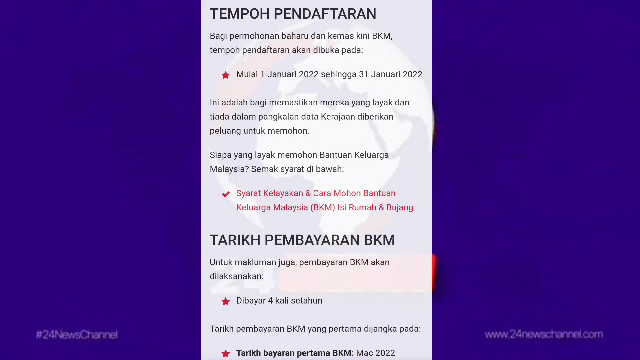 TEMPOH PENDAFTARAN
Bagi permohonan baharu dan kemas kini BKM,
tempoh pendaftaran akan dibuka pada:
Mulai 1 Januari 2022 sehingga 31 Januari 2022
Ini adalah bagi memastikan mereka yang layak dan
tiada dalam pangkalan data Kerajaan diberikan
peluang untuk memohon.
Siapa yang layak memohon Bantuan Keluarga
Malaysia? Semak syarat di bawah:
Syarat Kelayakan & Cara Mohon Bantuan
Keluarga Malaysia (BKM) Isi Rumah & Bujang
TARIKH PEMBAYARAN BKM
Untuk makluman juga, pembayaran BKM akan
dilaksanakan:
Dibayar 4 kali setahun
Tarikh pembayaran BKM yang pertama dijangka pada:
Tarikh bayaran pertama BKM: Mac 2022
24
#24NewsChannel
www.24newschannel.com